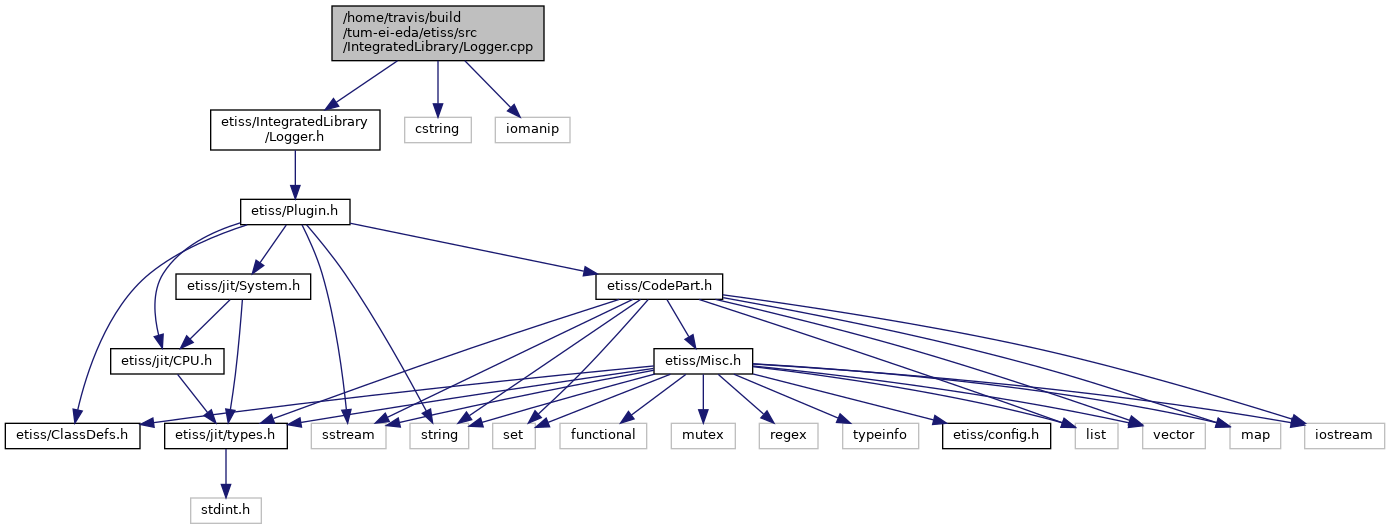 /home/travis/build
/tum-ei-eda/etiss/src
/IntegratedLibrary/Logger.cpp
etiss/IntegratedLibrary
/Logger.h
cstring
iomanip
etiss/Plugin.h
etiss/jit/System.h
etiss/CodePart.h
etiss/jit/CPU.h
etiss/Misc.h
etiss/ClassDefs.h
etiss/jit/types.h
sstream
string
set
functional
mutex
regex
typeinfo
etiss/config.h
list
vector
map
iostream
stdint.h